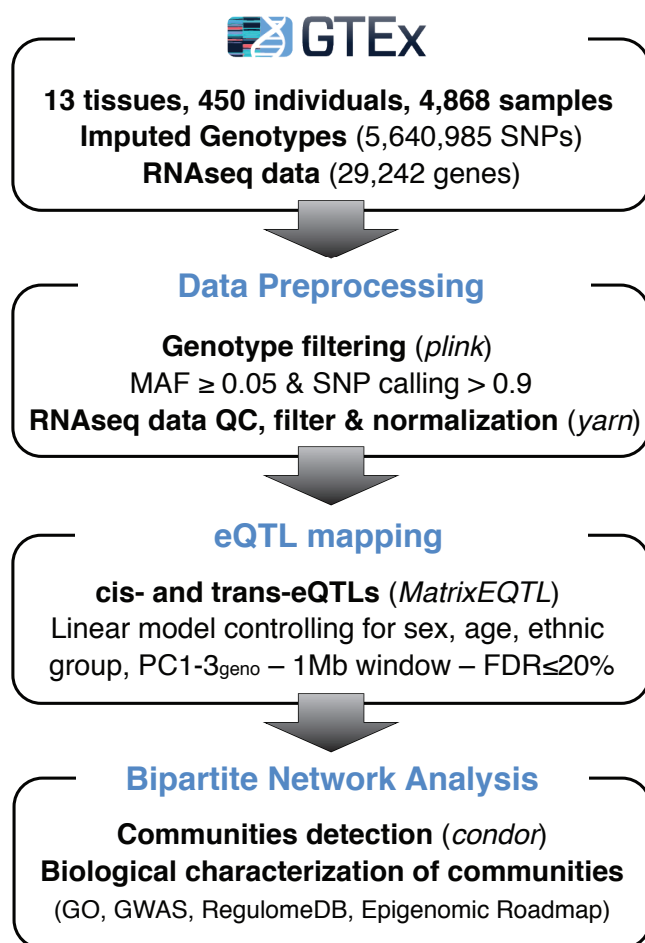 GTEx
13 tissues, 450 individuals, 4,868 samples
Imputed Genotypes (5,640,985 SNPs)
RNAseq data (29,242 genes)
Data Preprocessing
Genotype filtering (plink)
MAF ≥ 0.05 & SNP calling > 0.9
RNAseq data QC, filter & normalization (yarn)
eQTL mapping
cis- and trans-eQTLs (MatrixEQTL)
Linear model controlling for sex, age, ethnic
group, PC1-3geno – 1Mb window – FDR≤20%
Bipartite Network Analysis
Communities detection (condor)
Biological characterization of communities
(GO, GWAS, RegulomeDB, Epigenomic Roadmap)